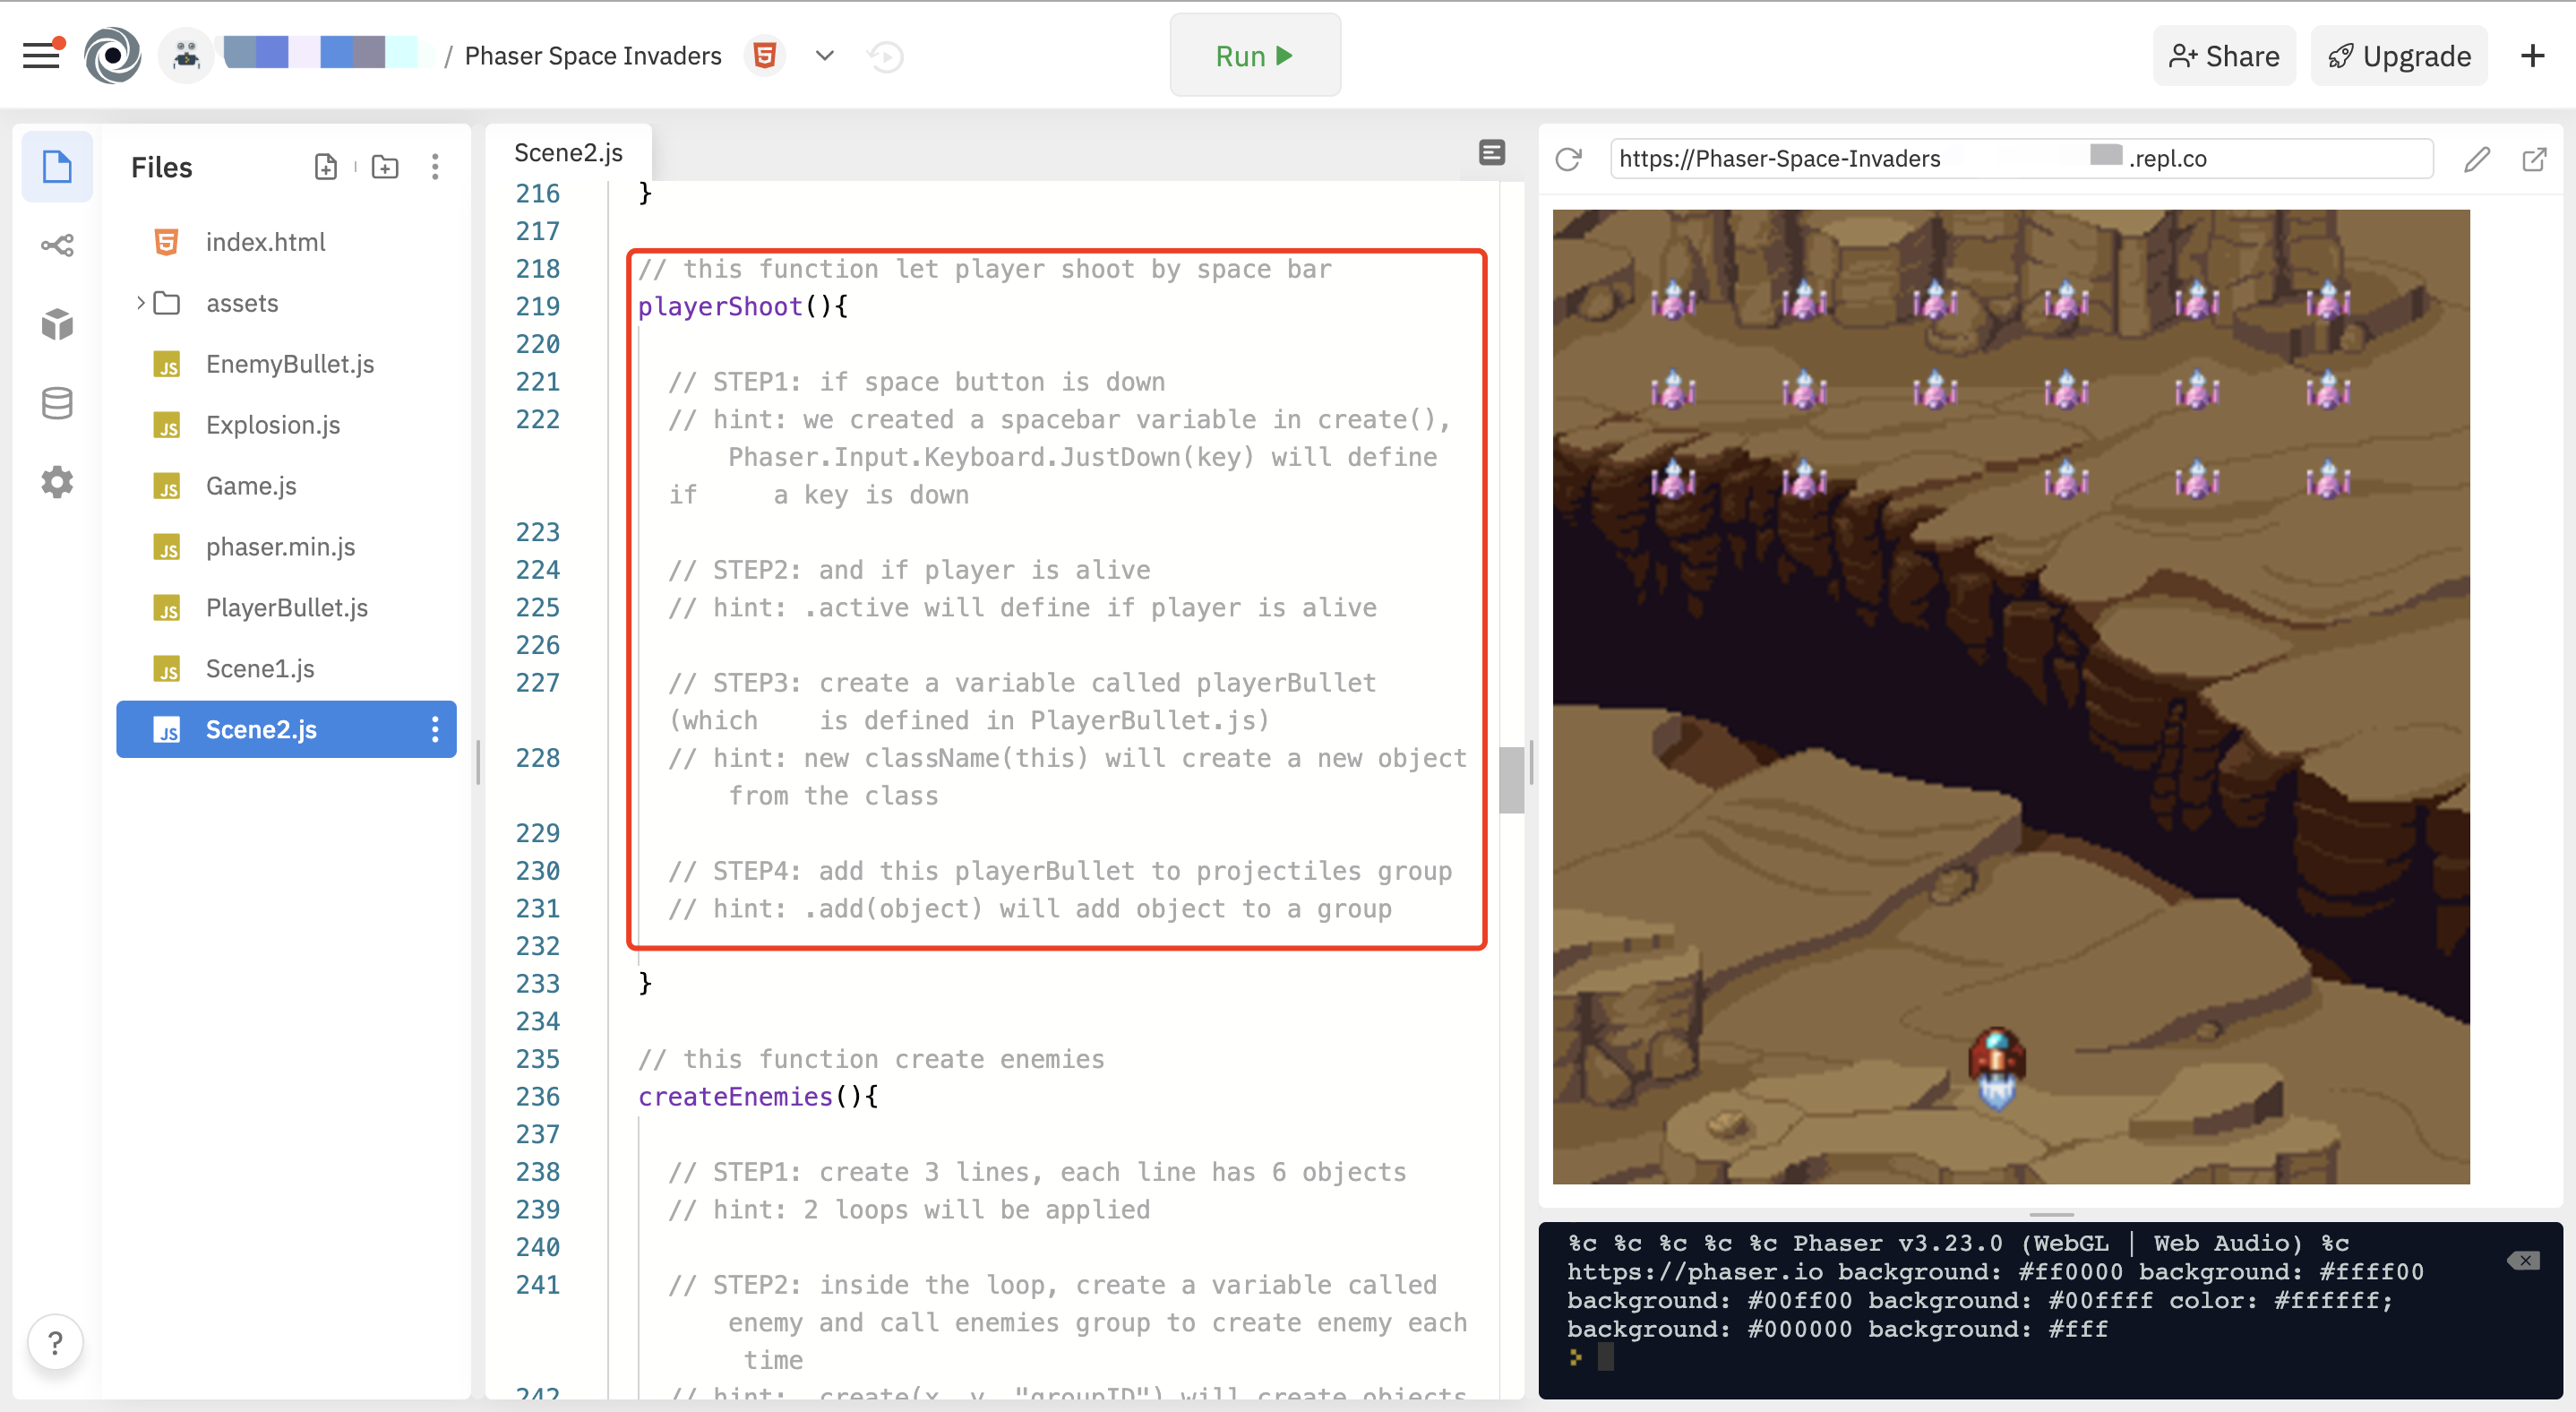 / Phaser Space Invaders
Run
Share
Upgrade
Files
index.html
assets
EnemyBullet.js
Explosion.js
Game.js
phaser.min.js
PlayerBullet.js
Scene1.js
Scene2.js
Scene2.js
216 }
217
218 // this function let player shoot by space bar
219 playerShoot(){
220
221 // STEP1: if space button is down
222 // hint: we created a spacebar variable in create(),
Phaser.Input.Keyboard.JustDown(key) will define
if a key is down
223
224 // STEP2: and if player is alive
225 // hint: .active will define if player is alive
226
227 // STEP3: create a variable called playerBullet
(which is defined in PlayerBullet.js)
228 // hint: new className(this) will create a new object
from the class
229
230 // STEP4: add this playerBullet to projectiles group
231 // hint: .add(object) will add object to a group
232
233 }
234
235 // this function create enemies
236 createEnemies(){
237
238 // STEP1: create 3 lines, each line has 6 objects
239 // hint: 2 loops will be applied
240
241 // STEP2: inside the loop, create a variable called
enemy and call enemies group to create enemy each
time
242 // hint: .create(x, y, "groupID") will create objects
https://Phaser-Space-Invaders .repl.co
%c %c %c %c %c Phaser v3.23.0 (WebGL | Web Audio) %c
https://phaser.io background: #ff0000 background: #ffff00
background: #00ff00 background: #00ffff color: #ffffff;
background: #000000 background: #fff